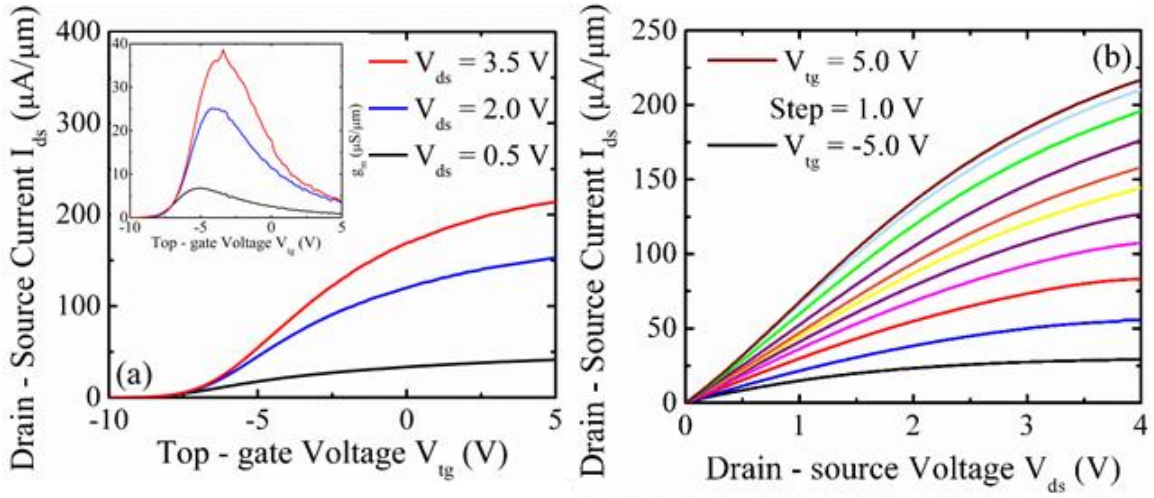 Drain - Source Current I_ds (µA/µm)
400
300
200
100
0
-10
-5
0
5
Top - gate Voltage V_tg (V)
(a)
V_ds = 3.5 V
V_ds = 2.0 V
V_ds = 0.5 V
40
30
20
10
0
-10
-5
0
5
Top - gate Voltage V_tg (V)
g_m (µS/µm)
Drain - Source Current I_ds (µA/µm)
250
200
150
100
50
0
0
1
2
3
4
Drain - source Voltage V_ds (V)
(b)
V_tg = 5.0 V
Step = 1.0 V
V_tg = -5.0 V